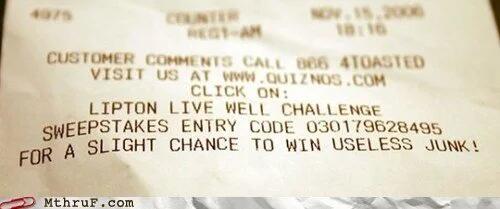 4975 COUNTER NOV.15,2006
REG1-AM 18:16
CUSTOMER COMMENTS CALL 866 4TOASTED
VISIT US AT WWW.QUIZNOS.COM
CLICK ON:
LIPTON LIVE WELL CHALLENGE
SWEEPSTAKES ENTRY CODE 030179628495
FOR A SLIGHT CHANCE TO WIN USELESS JUNK!
MThruF.com